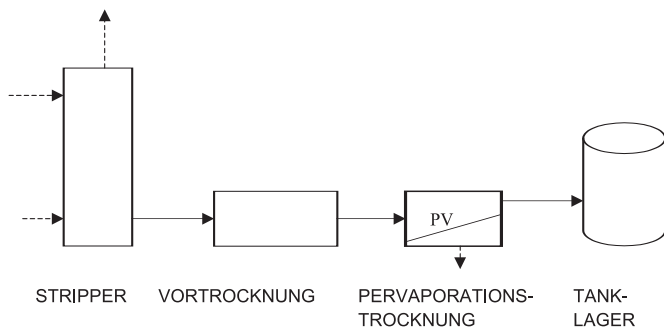 PV
STRIPPER
VORTROCKNUNG
PERVAPORATIONS-
TROCKNUNG
TANK-
LAGER